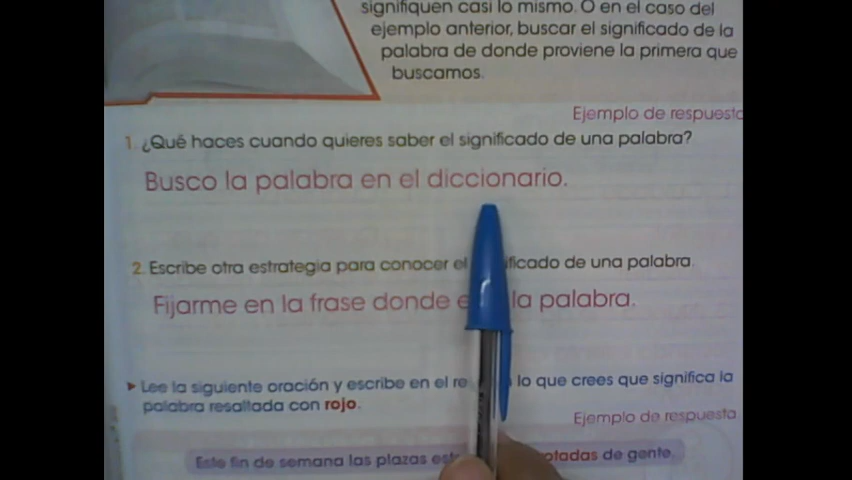 signifiquen casi lo mismo. O en el caso del
ejemplo anterior, buscar el significado de la
palabra de donde proviene la primera que
buscamos.
Ejemplo de respuesta
1. ¿Qué haces cuando quieres saber el significado de una palabra?
Busco la palabra en el diccionario.
2. Escribe otra estrategia para conocer el ificado de una palabra.
Fijarme en la frase donde e la palabra.
Lee la siguiente oración y escribe en el re lo que crees que significa la
palabra resaltada con rojo.
Ejemplo de respuesta
Este fin de semana las plazas est otadas de gente.